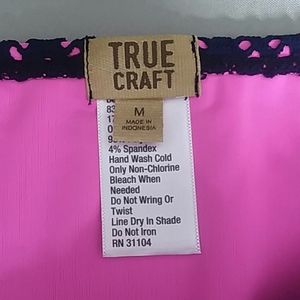 TRUE
CRAFT
M
MADE IN
INDONESIA
4% Spandex
Hand Wash Cold
Only Non-Chlorine
Bleach When
Needed
Do Not Wring Or
Twist
Line Dry In Shade
Do Not Iron
RN 31104